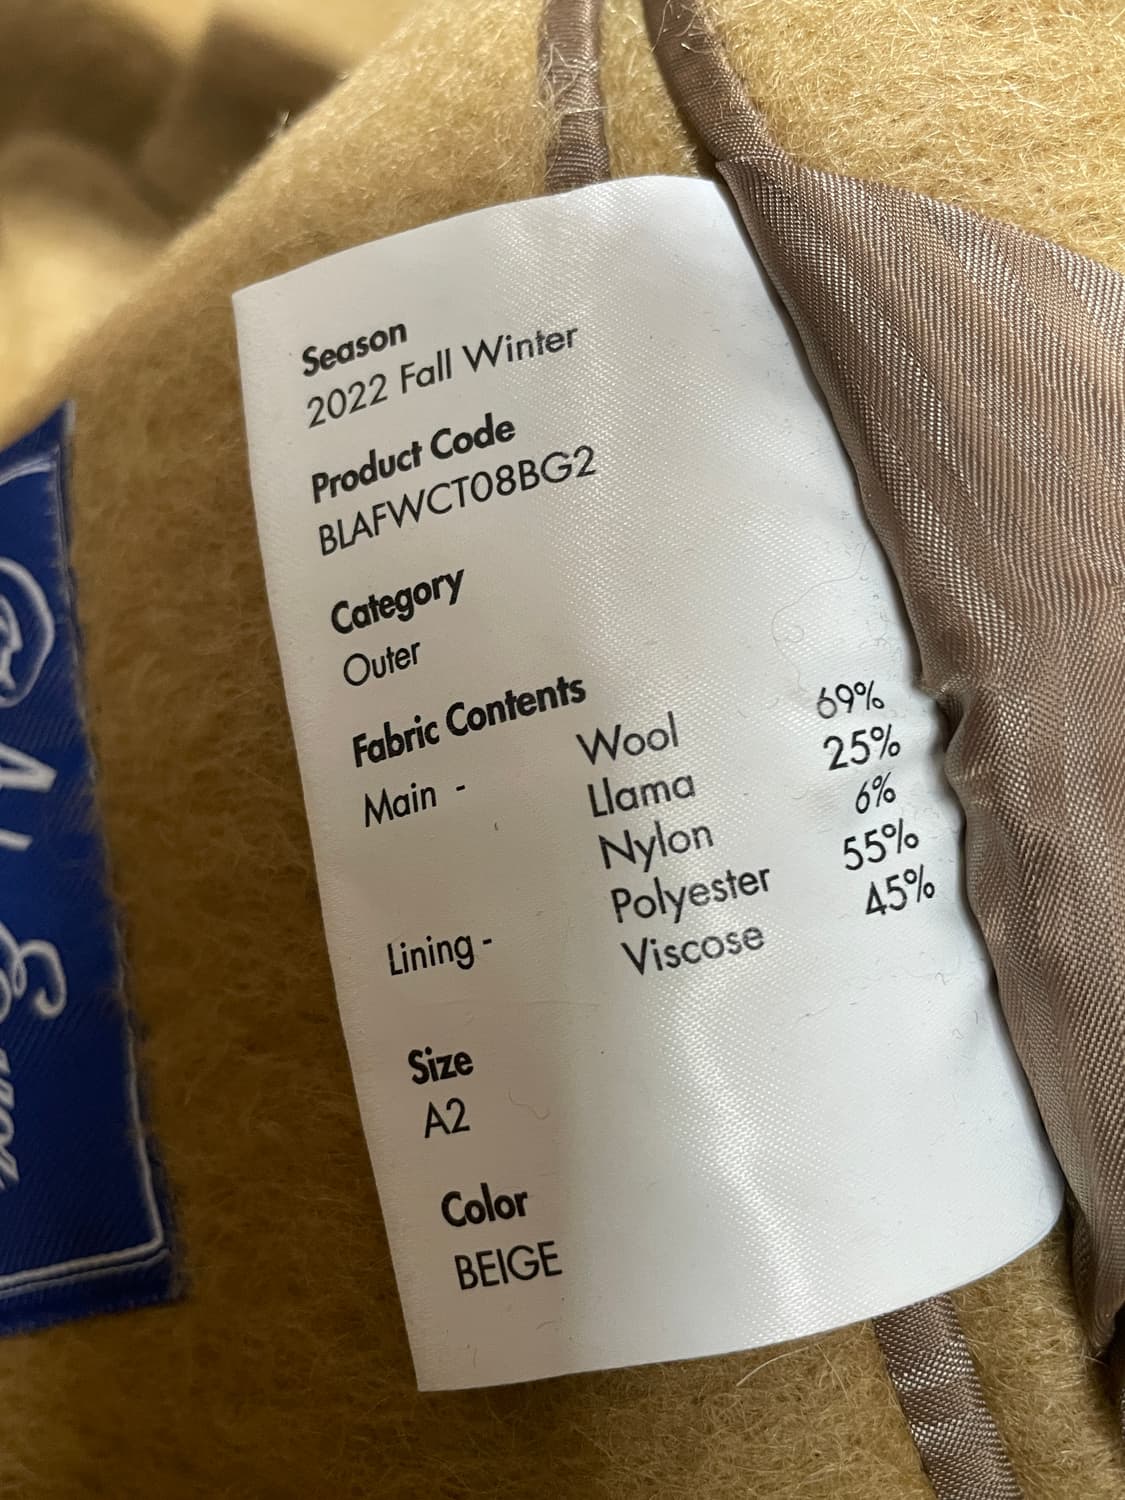 Season
2022 Fall Winter
Product Code
BLAFWCT08BG2
Category
Outer
Fabric Contents
Main - Wool 69%
Llama 25%
Nylon 6%
Polyester 55%
Lining - Viscose 45%
Size
A2
Color
BEIGE